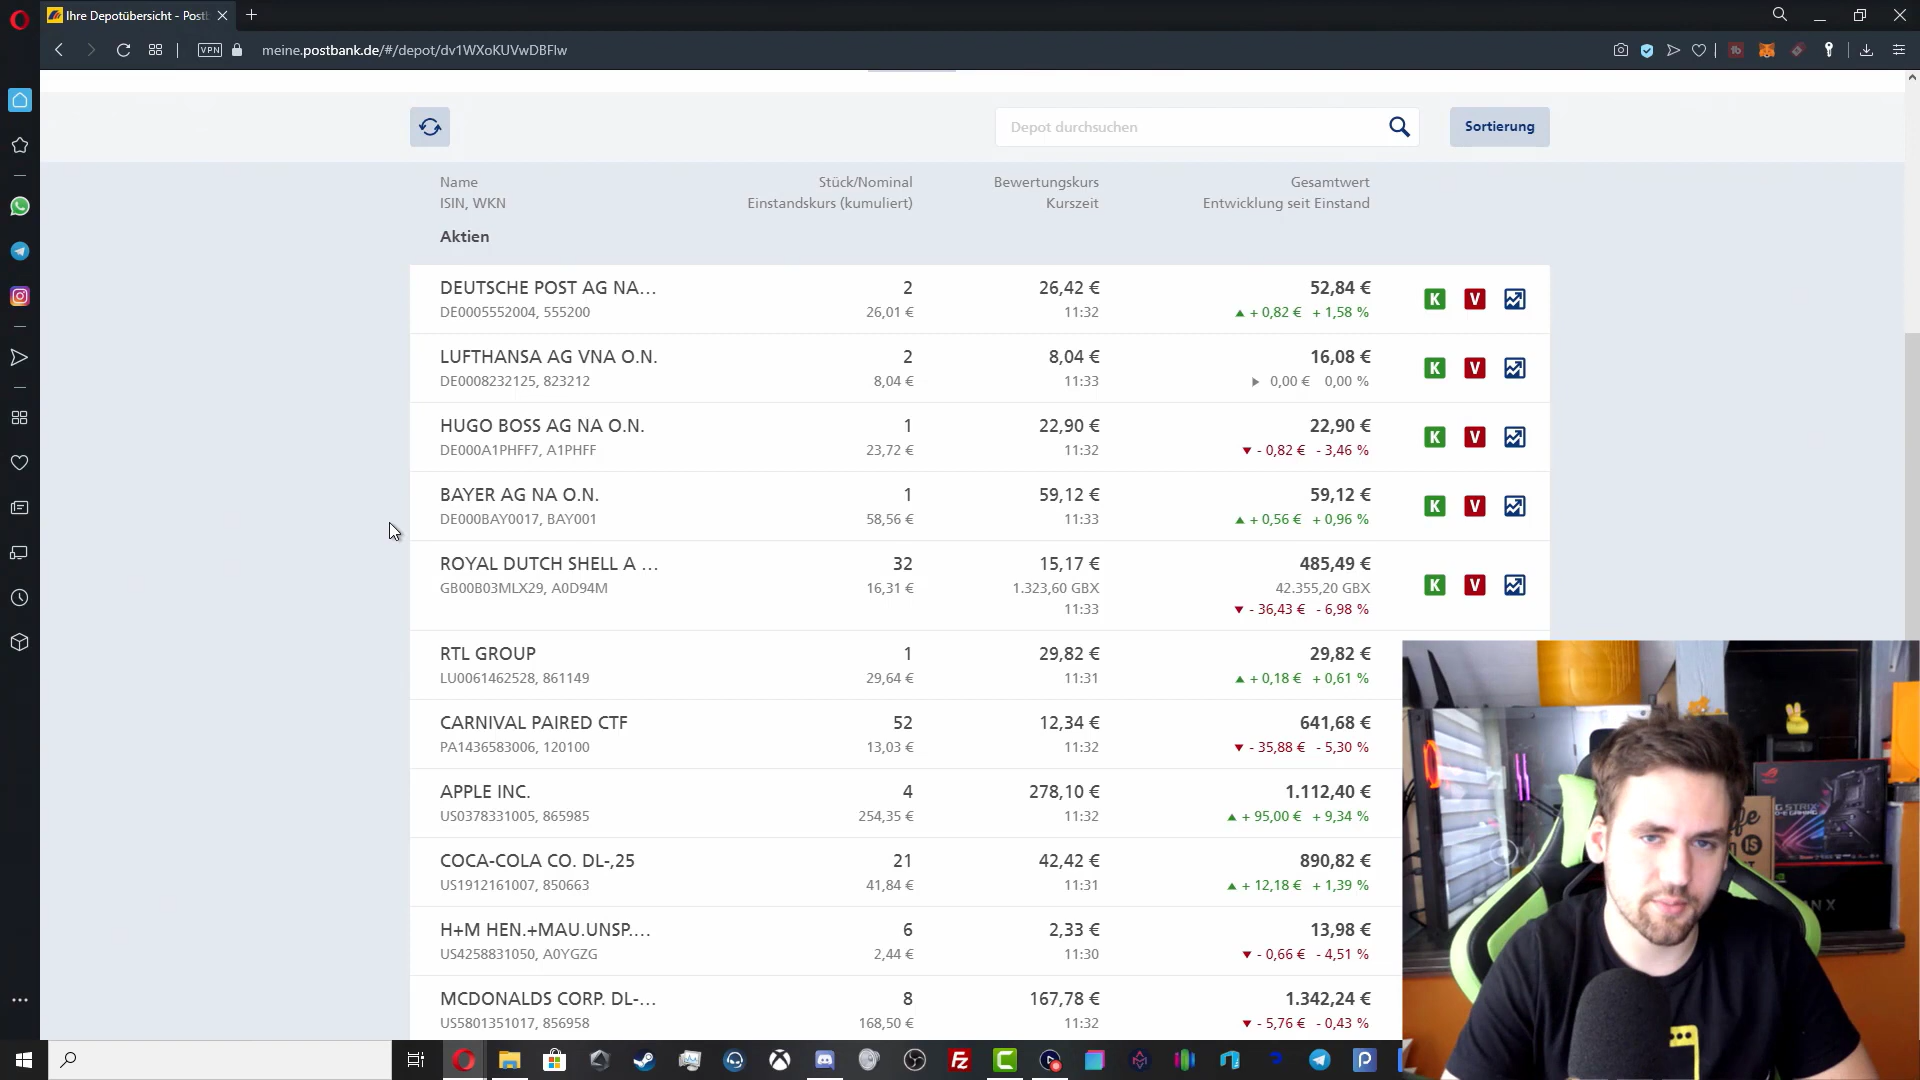 Ihre Depotübersicht - Post
VPN
meine.postbank.de/#/depot/dv1WXoKUVwDBFlw
Depot durchsuchen
Sortierung
Name Stück/Nominal Bewertungskurs Gesamtwert
ISIN, WKN Einstandskurs (kumuliert) Kurszeit Entwicklung seit Einstand
Aktien
DEUTSCHE POST AG NA… 2 26,42 € 52,84 € K V
DE0005552004, 555200 26,01 € 11:32 + 0,82 € + 1,58 %
LUFTHANSA AG VNA O.N. 2 8,04 € 16,08 € K V
DE0008232125, 823212 8,04 € 11:33 0,00 € 0,00 %
HUGO BOSS AG NA O.N. 1 22,90 € 22,90 € K V
DE000A1PHFF7, A1PHFF 23,72 € 11:32 - 0,82 € - 3,46 %
BAYER AG NA O.N. 1 59,12 € 59,12 € K V
DE000BAY0017, BAY001 58,56 € 11:33 + 0,56 € + 0,96 %
ROYAL DUTCH SHELL A … 32 15,17 € 485,49 € K V
GB00B03MLX29, A0D94M 16,31 € 1.323,60 GBX 42.355,20 GBX
11:33 - 36,43 € - 6,98 %
RTL GROUP 1 29,82 € 29,82 €
LU0061462528, 861149 29,64 € 11:31 + 0,18 € + 0,61 %
CARNIVAL PAIRED CTF 52 12,34 € 641,68 €
PA1436583006, 120100 13,03 € 11:32 - 35,88 € - 5,30 %
APPLE INC. 4 278,10 € 1.112,40 €
US0378331005, 865985 254,35 € 11:32 + 95,00 € + 9,34 %
COCA-COLA CO. DL-,25 21 42,42 € 890,82 €
US1912161007, 850663 41,84 € 11:31 + 12,18 € + 1,39 %
H+M HEN.+MAU.UNSP.… 6 2,33 € 13,98 €
US4258831050, A0YGZG 2,44 € 11:30 - 0,66 € - 4,51 %
MCDONALDS CORP. DL-… 8 167,78 € 1.342,24 €
US5801351017, 856958 168,50 € 11:32 - 5,76 € - 0,43 %